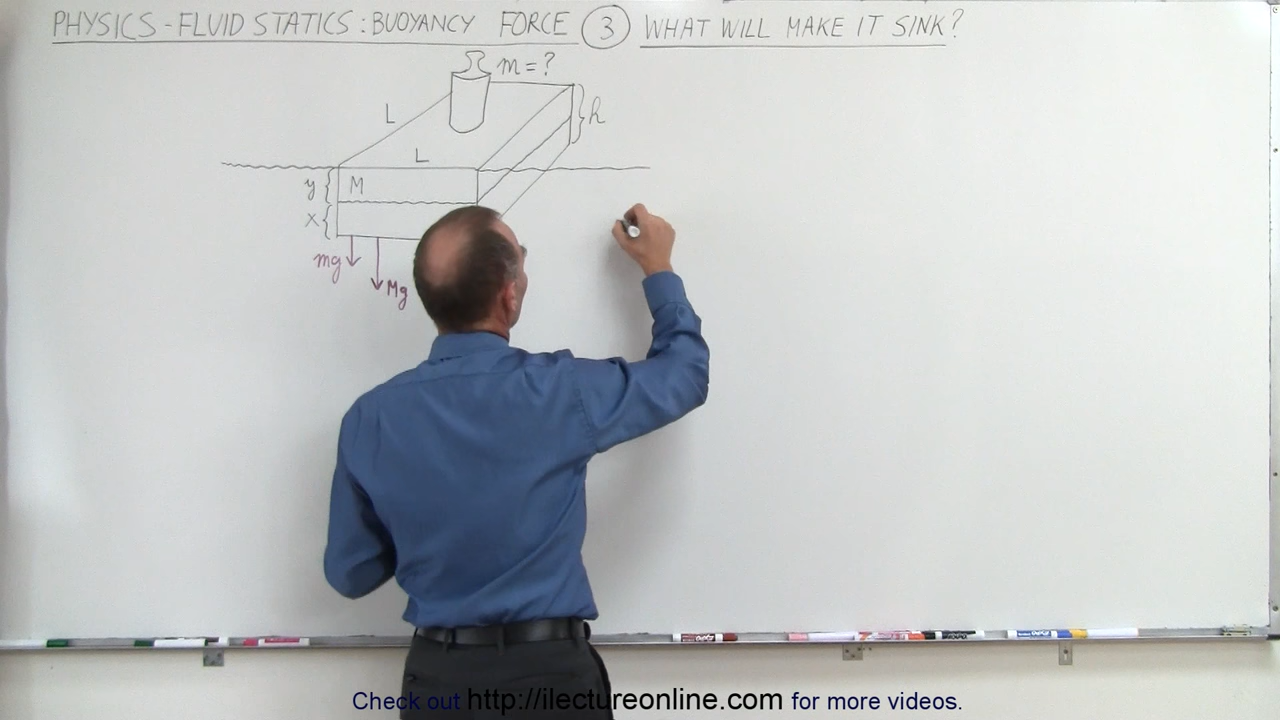 PHYSICS - FLUID STATICS : BUOYANCY FORCE 3 WHAT WILL MAKE IT SINK?
m = ?
L
h
L
y M
x
mg
Mg
Check out http://ilectureonline.com for more videos.